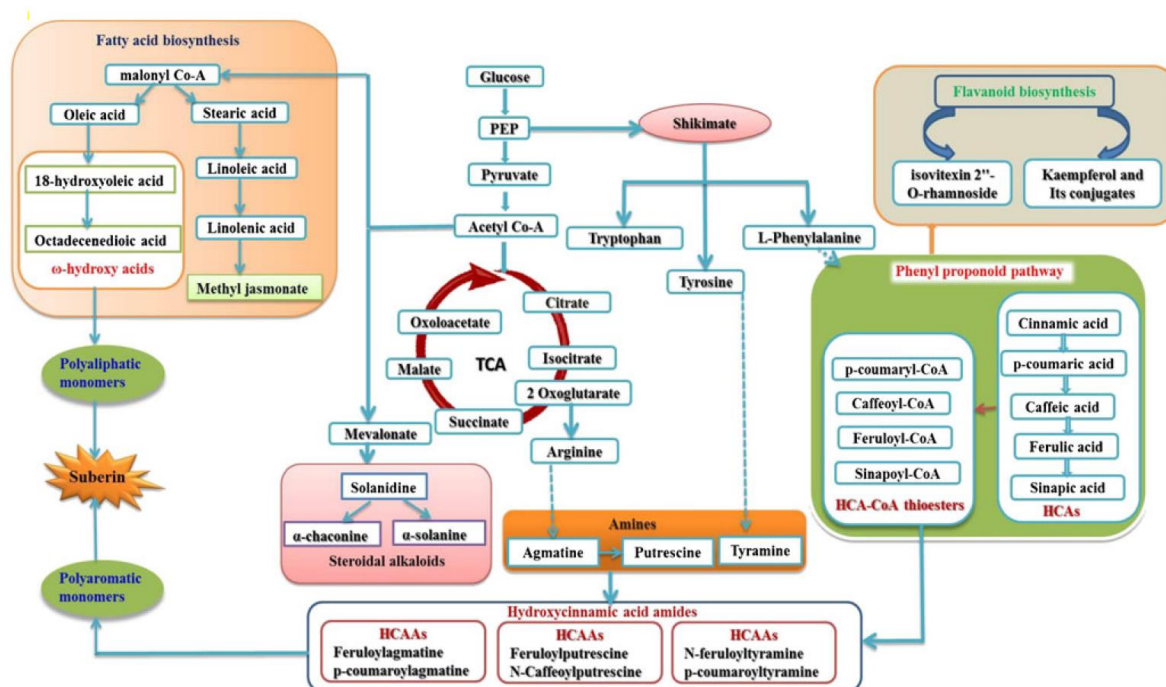 Fatty acid biosynthesis
malonyl Co-A
Oleic acid
Stearic acid
18-hydroxyoleic acid
Linoleic acid
Octadecenedioic acid
Linolenic acid
ω-hydroxy acids
Methyl jasmonate
Polyaliphatic
monomers
Suberin
Polyaromatic
monomers
Glucose
PEP
Shikimate
Pyruvate
Acetyl Co-A
Tryptophan
L-Phenylalanine
Tyrosine
Citrate
Oxoloacetate
Isocitrate
TCA
Malate
2 Oxoglutarate
Succinate
Mevalonate
Arginine
Solanidine
α-chaconine
α-solanine
Steroidal alkaloids
Amines
Agmatine
Putrescine
Tyramine
Flavanoid biosynthesis
isovitexin 2''-
O-rhamnoside
Kaempferol and
Its conjugates
Phenyl proponoid pathway
p-coumaryl-CoA
Caffeoyl-CoA
Feruloyl-CoA
Sinapoyl-CoA
HCA-CoA thioesters
Cinnamic acid
p-coumaric acid
Caffeic acid
Ferulic acid
Sinapic acid
HCAs
Hydroxycinnamic acid amides
HCAAs
Feruloylagmatine
p-coumaroylagmatine
HCAAs
Feruloylputrescine
N-Caffeoylputrescine
HCAAs
N-feruloyltyramine
p-coumaroyltyramine